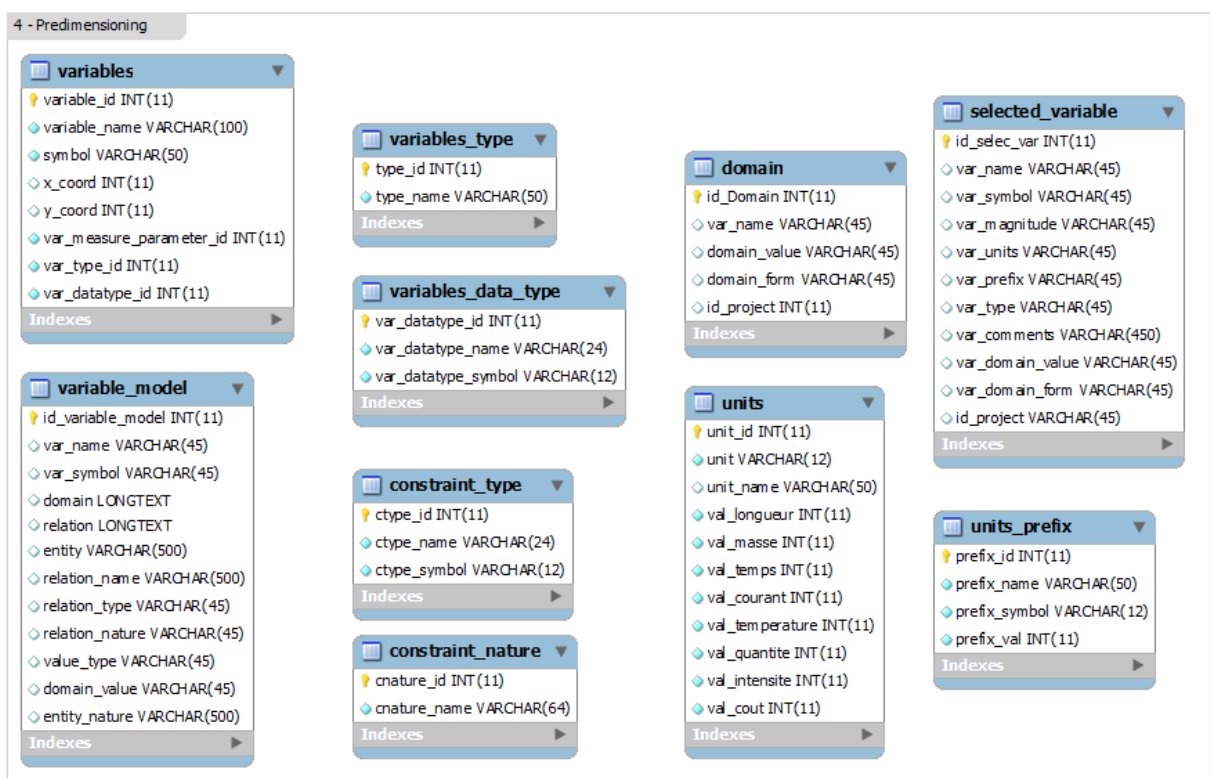 4 - Predimensioning
variables
variable_id INT(11)
variable_name VARCHAR(100)
symbol VARCHAR(50)
x_coord INT(11)
y_coord INT(11)
var_measure_parameter_id INT(11)
var_type_id INT(11)
var_datatype_id INT(11)
Indexes
variable_model
id_variable_model INT(11)
var_name VARCHAR(45)
var_symbol VARCHAR(45)
domain LONGTEXT
relation LONGTEXT
entity VARCHAR(500)
relation_name VARCHAR(500)
relation_type VARCHAR(45)
relation_nature VARCHAR(45)
value_type VARCHAR(45)
domain_value VARCHAR(45)
entity_nature VARCHAR(500)
Indexes
variables_type
type_id INT(11)
type_name VARCHAR(50)
Indexes
variables_data_type
var_datatype_id INT(11)
var_datatype_name VARCHAR(24)
var_datatype_symbol VARCHAR(12)
Indexes
constraint_type
ctype_id INT(11)
ctype_name VARCHAR(24)
ctype_symbol VARCHAR(12)
Indexes
constraint_nature
cnature_id INT(11)
cnature_name VARCHAR(64)
Indexes
domain
id_Domain INT(11)
var_name VARCHAR(45)
domain_value VARCHAR(45)
domain_form VARCHAR(45)
id_project INT(11)
Indexes
units
unit_id INT(11)
unit VARCHAR(12)
unit_name VARCHAR(50)
val_longueur INT(11)
val_masse INT(11)
val_temps INT(11)
val_courant INT(11)
val_temperature INT(11)
val_quantite INT(11)
val_intensite INT(11)
val_cout INT(11)
Indexes
selected_variable
id_selec_var INT(11)
var_name VARCHAR(45)
var_symbol VARCHAR(45)
var_magnitude VARCHAR(45)
var_units VARCHAR(45)
var_prefix VARCHAR(45)
var_type VARCHAR(45)
var_comments VARCHAR(450)
var_domain_value VARCHAR(45)
var_domain_form VARCHAR(45)
id_project VARCHAR(45)
Indexes
units_prefix
prefix_id INT(11)
prefix_name VARCHAR(50)
prefix_symbol VARCHAR(12)
prefix_val INT(11)
Indexes